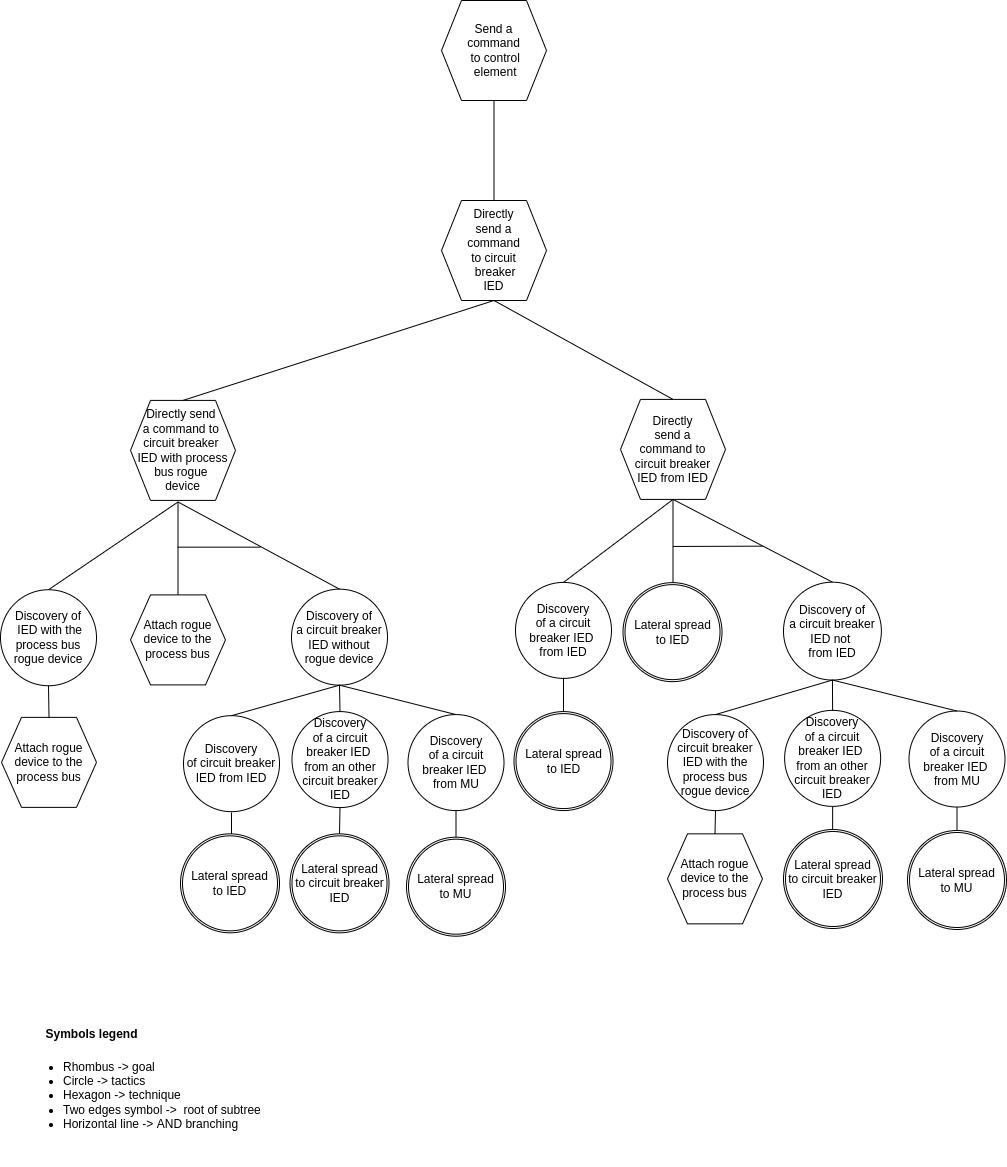 Send a
command
to control
element
Directly
send a
command
to circuit
breaker
IED
Directly send
a command to
circuit breaker
IED with process
bus rogue
device
Directly
send a
command to
circuit breaker
IED from IED
Discovery of
IED with the
process bus
rogue device
Attach rogue
device to the
process bus
Discovery of
a circuit breaker
IED without
rogue device
Discovery
of a circuit
breaker IED
from IED
Lateral spread
to IED
Discovery of
a circuit breaker
IED not
from IED
Attach rogue
device to the
process bus
Discovery
of circuit breaker
IED from IED
Discovery
of a circuit
breaker IED
from an other
circuit breaker
IED
Discovery
of a circuit
breaker IED
from MU
Lateral spread
to IED
Discovery of
circuit breaker
IED with the
process bus
rogue device
Discovery
of a circuit
breaker IED
from an other
circuit breaker
IED
Discovery
of a circuit
breaker IED
from MU
Lateral spread
to IED
Lateral spread
to circuit breaker
IED
Lateral spread
to MU
Attach rogue
device to the
process bus
Lateral spread
to circuit breaker
IED
Lateral spread
to MU
Symbols legend
• Rhombus -> goal
• Circle -> tactics
• Hexagon -> technique
• Two edges symbol -> root of subtree
• Horizontal line -> AND branching